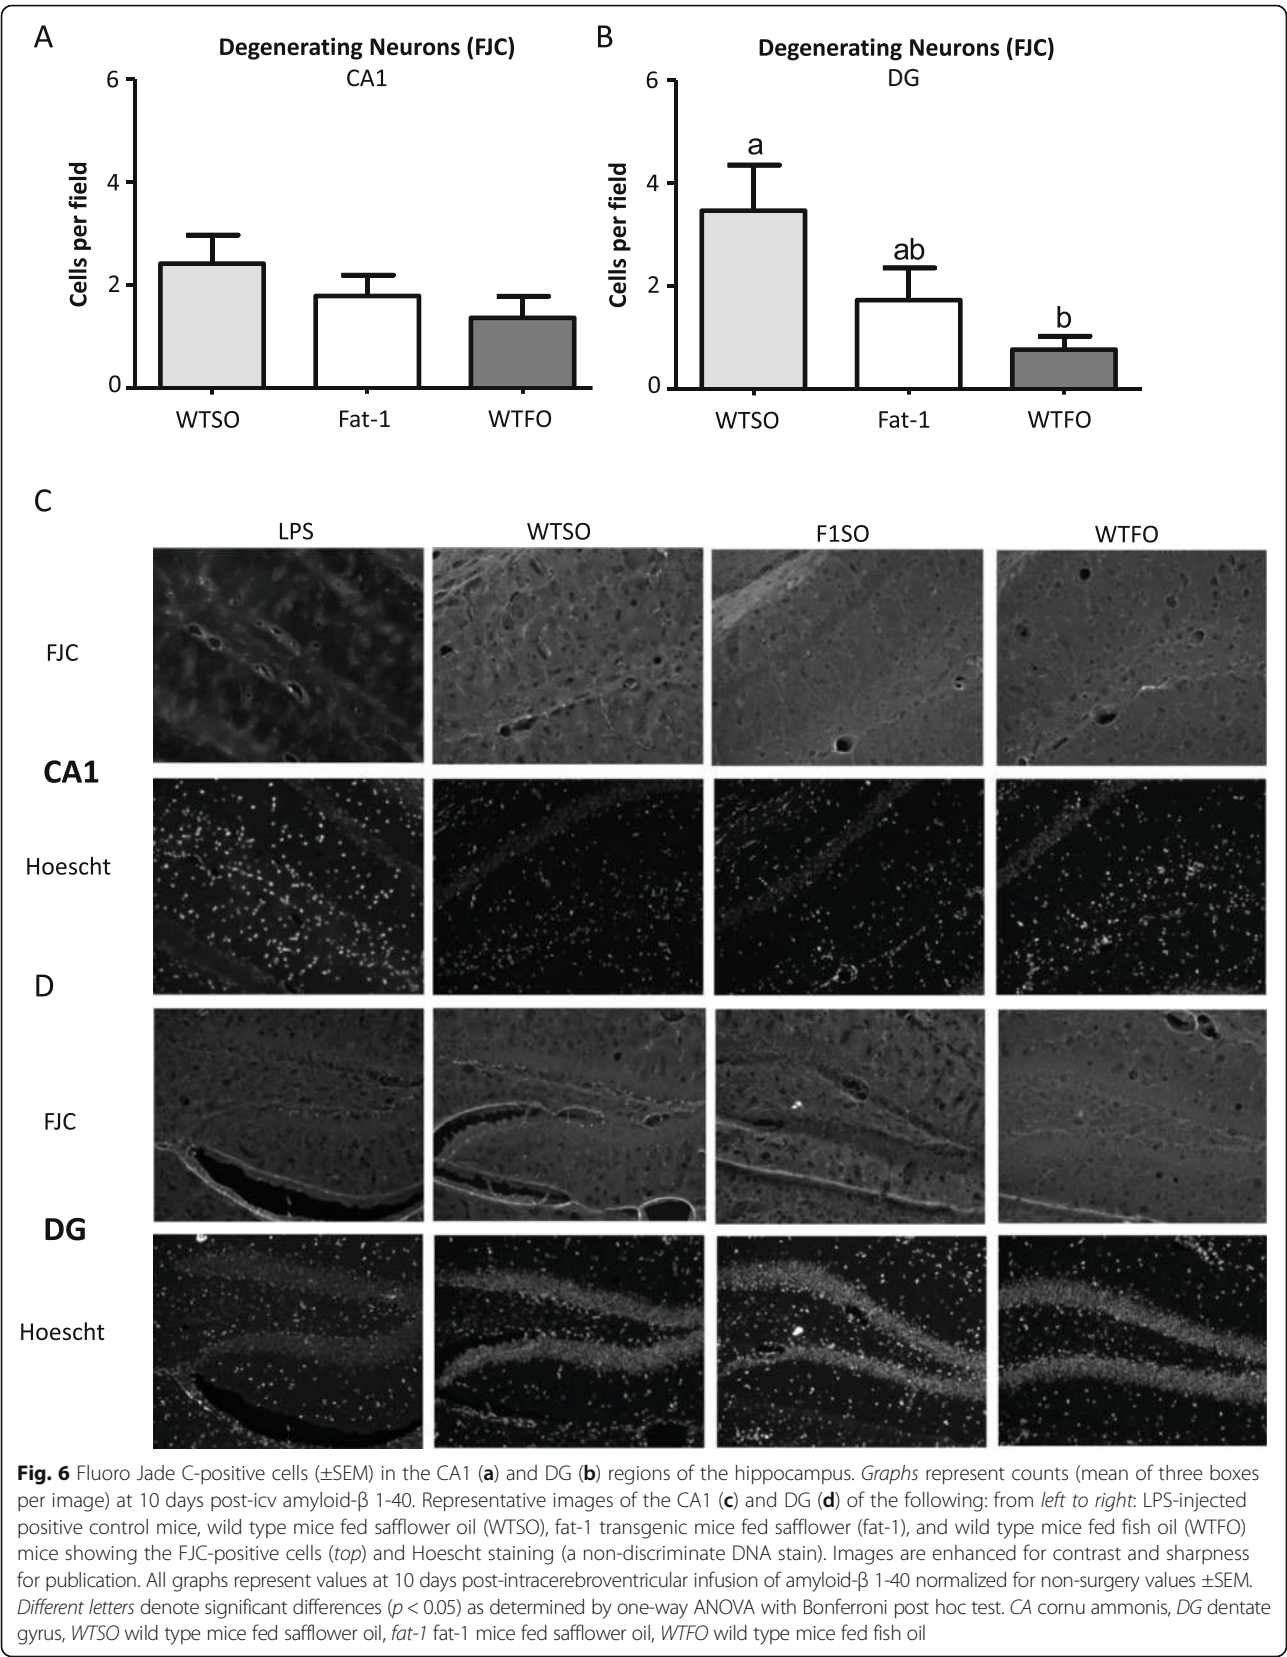 A
Degenerating Neurons (FJC)
CA1
6
4
2
0
Cells per field
WTSO
Fat-1
WTFO
B
Degenerating Neurons (FJC)
DG
6
4
2
0
Cells per field
a
ab
b
WTSO
Fat-1
WTFO
C
LPS
WTSO
F1SO
WTFO
FJC
CA1
Hoescht
D
FJC
DG
Hoescht
Fig. 6 Fluoro Jade C-positive cells (±SEM) in the CA1 (a) and DG (b) regions of the hippocampus. Graphs represent counts (mean of three boxes
per image) at 10 days post-icv amyloid-β 1-40. Representative images of the CA1 (c) and DG (d) of the following: from left to right: LPS-injected
positive control mice, wild type mice fed safflower oil (WTSO), fat-1 transgenic mice fed safflower (fat-1), and wild type mice fed fish oil (WTFO)
mice showing the FJC-positive cells (top) and Hoescht staining (a non-discriminate DNA stain). Images are enhanced for contrast and sharpness
for publication. All graphs represent values at 10 days post-intracerebroventricular infusion of amyloid-β 1-40 normalized for non-surgery values ±SEM.
Different letters denote significant differences (p < 0.05) as determined by one-way ANOVA with Bonferroni post hoc test. CA cornu ammonis, DG dentate
gyrus, WTSO wild type mice fed safflower oil, fat-1 fat-1 mice fed safflower oil, WTFO wild type mice fed fish oil